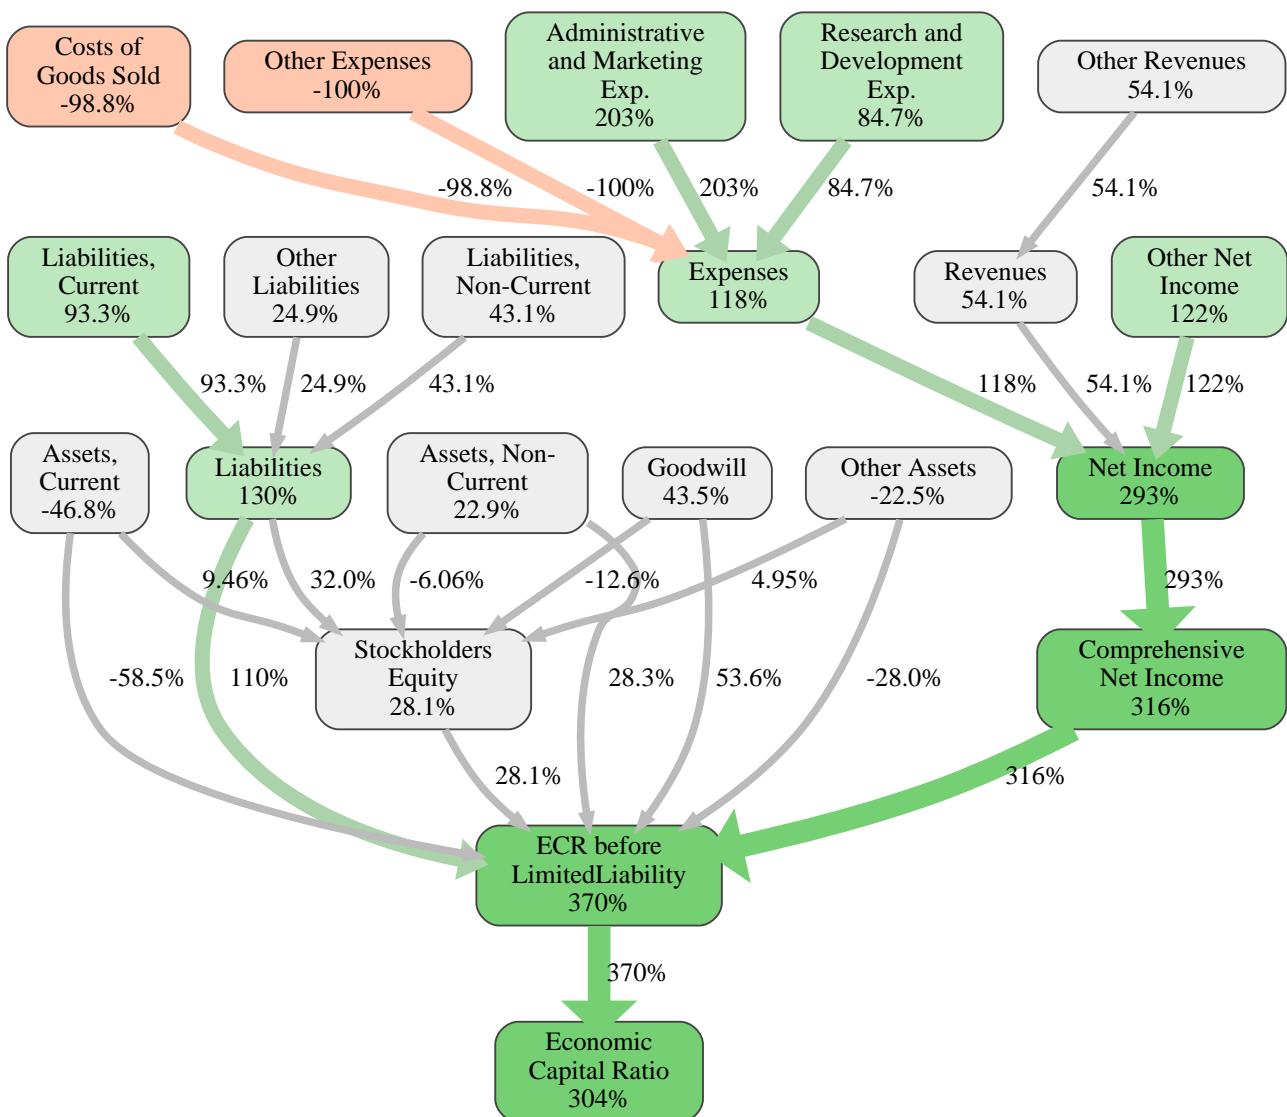 Costs of
Goods Sold
-98.8%
Other Expenses
-100%
Administrative
and Marketing
Exp.
203%
Research and
Development
Exp.
84.7%
Other Revenues
54.1%
-98.8%
-100%
203%
84.7%
54.1%
Liabilities,
Current
93.3%
Other
Liabilities
24.9%
Liabilities,
Non-Current
43.1%
Expenses
118%
Revenues
54.1%
Other Net
Income
122%
93.3%
24.9%
43.1%
118%
54.1%
122%
Assets,
Current
-46.8%
Liabilities
130%
Assets, Non-
Current
22.9%
Goodwill
43.5%
Other Assets
-22.5%
Net Income
293%
9.46%
32.0%
-6.06%
-12.6%
4.95%
293%
Stockholders
Equity
28.1%
Comprehensive
Net Income
316%
-58.5%
110%
28.3%
53.6%
-28.0%
28.1%
316%
ECR before
LimitedLiability
370%
370%
Economic
Capital Ratio
304%